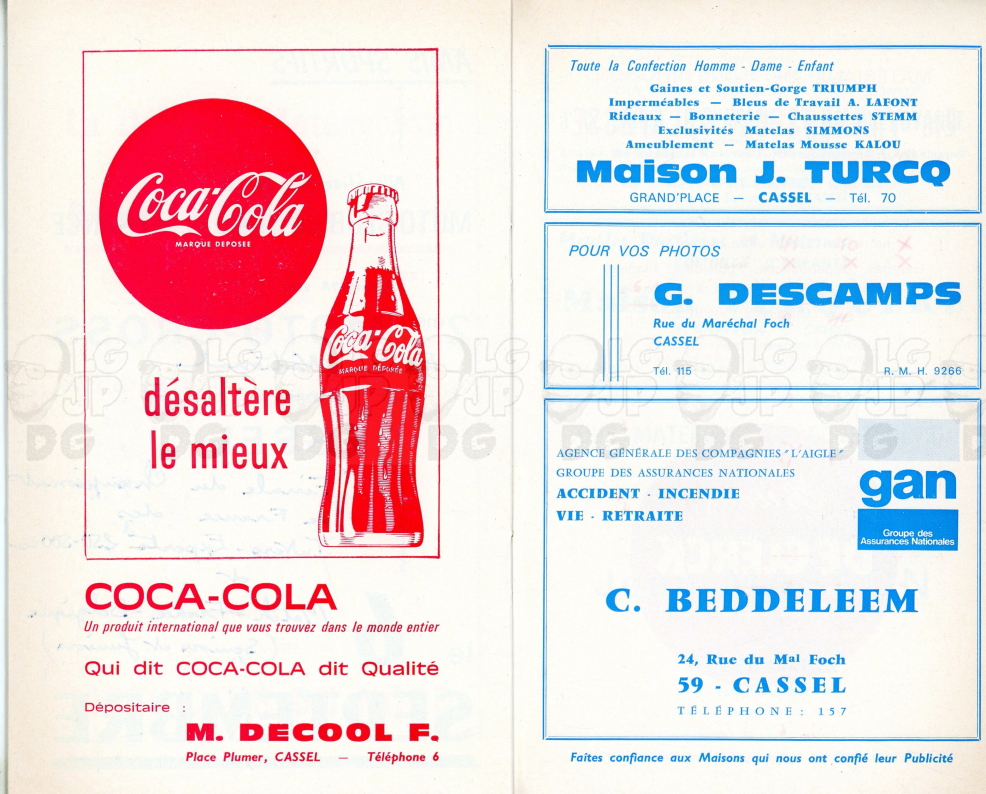 Coca-Cola
MARQUE DEPOSEE
Coca-Cola
MARQUE DÉPOSÉE
désaltère
le mieux
COCA-COLA
Un produit international que vous trouvez dans le monde entier
Qui dit COCA-COLA dit Qualité
Dépositaire :
M. DECOOL F.
Place Plumer, CASSEL — Téléphone 6
Toute la Confection Homme - Dame - Enfant
Gaines et Soutien-Gorge TRIUMPH
Imperméables — Bleus de Travail A. LAFONT
Rideaux — Bonneterie — Chaussettes STEMM
Exclusivités Matelas SIMMONS
Ameublement — Matelas Mousse KALOU
Maison J. TURCQ
GRAND'PLACE — CASSEL — Tél. 70
POUR VOS PHOTOS
G. DESCAMPS
Rue du Maréchal Foch
CASSEL
Tél. 115 R. M. H. 9266
AGENCE GÉNÉRALE DES COMPAGNIES "L'AIGLE"
GROUPE DES ASSURANCES NATIONALES
ACCIDENT - INCENDIE
VIE - RETRAITE
gan
Groupe des
Assurances Nationales
C. BEDDELEEM
24, Rue du Mal Foch
59 - CASSEL
TÉLÉPHONE : 157
Faites confiance aux Maisons qui nous ont confié leur Publicité